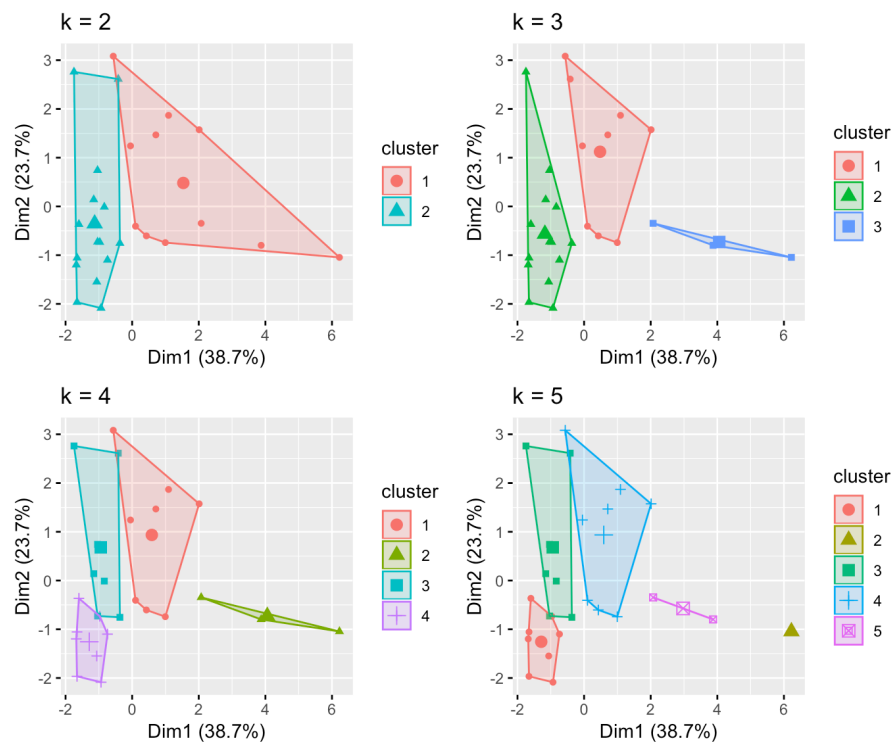 k = 2
3
2
1
0
-1
-2
Dim2 (23.7%)
-2 0 2 4 6
Dim1 (38.7%)
cluster
1
2
k = 3
3
2
1
0
-1
-2
Dim2 (23.7%)
-2 0 2 4 6
Dim1 (38.7%)
cluster
1
2
3
k = 4
3
2
1
0
-1
-2
Dim2 (23.7%)
-2 0 2 4 6
Dim1 (38.7%)
cluster
1
2
3
4
k = 5
3
2
1
0
-1
-2
Dim2 (23.7%)
-2 0 2 4 6
Dim1 (38.7%)
cluster
1
2
3
4
5